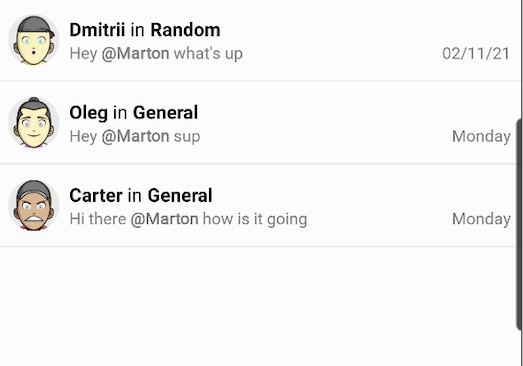 Dmitrii in Random
Hey @Marton what's up 02/11/21
Oleg in General
Hey @Marton sup Monday
Carter in General
Hi there @Marton how is it going Monday